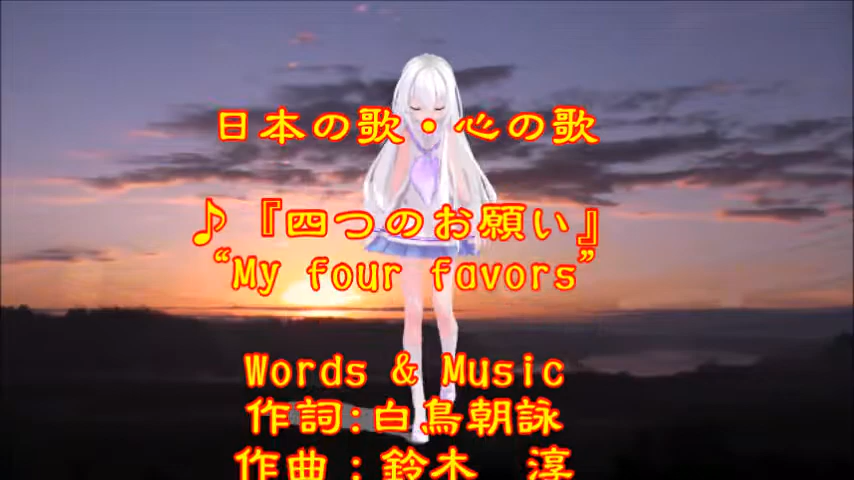 日本の歌・心の歌
♪『四つのお願い』
“My four favors”
Words & Music
作詞:白鳥朝詠
作曲：鈴木　淳